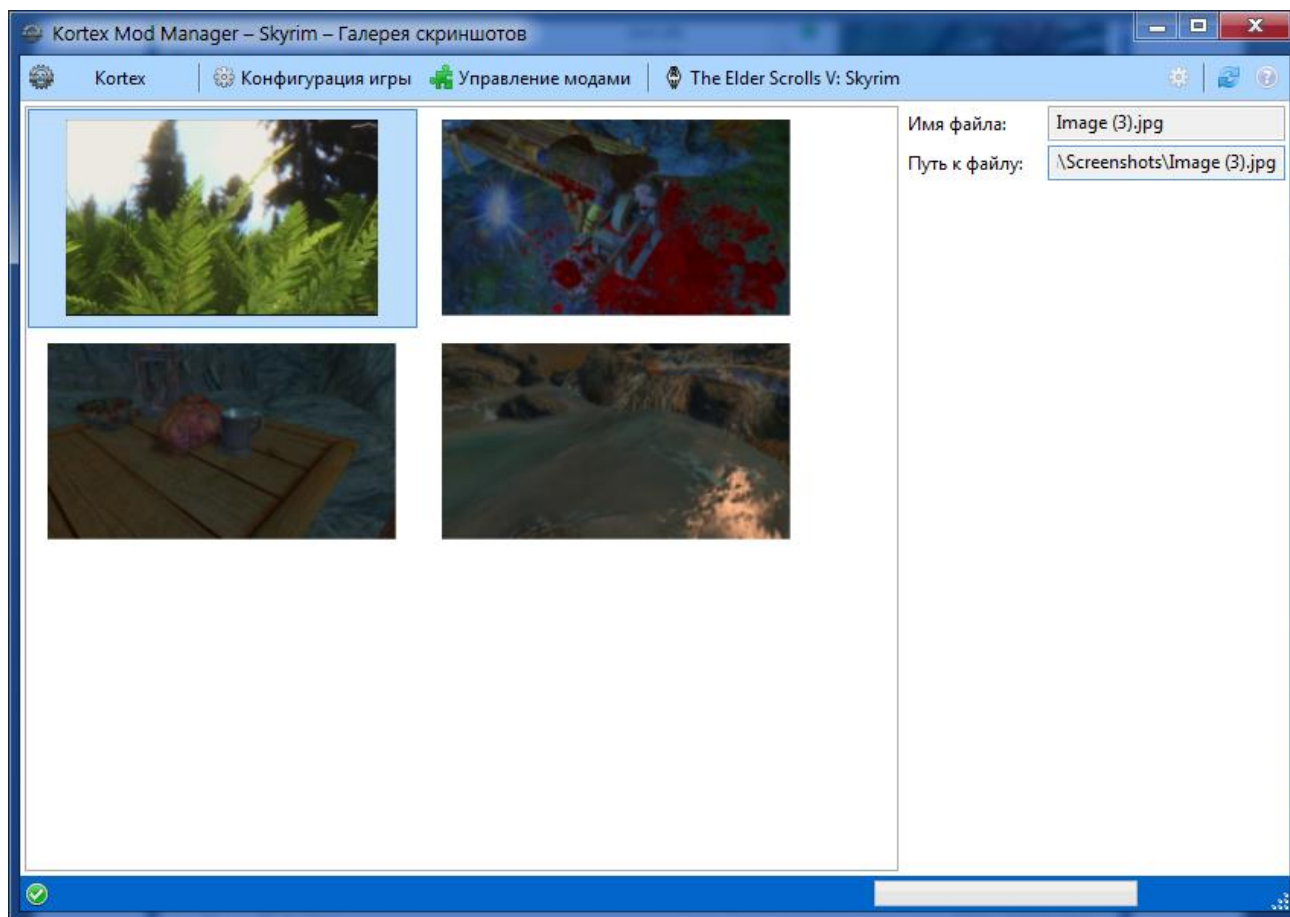 Kortex Mod Manager – Skyrim – Галерея скриншотов
Kortex Конфигурация игры Управление модами The Elder Scrolls V: Skyrim
Имя файла: Image (3).jpg
Путь к файлу: \Screenshots\Image (3).jpg